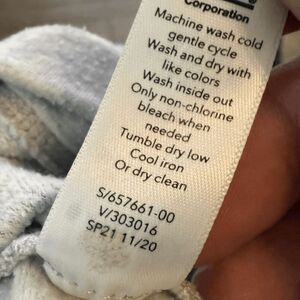 Corporation
Machine wash cold
gentle cycle
Wash and dry with
like colors
Wash inside out
Only non-chlorine
bleach when
needed
Tumble dry low
Cool iron
Or dry clean
S/657661-00
V/303016
SP21 11/20